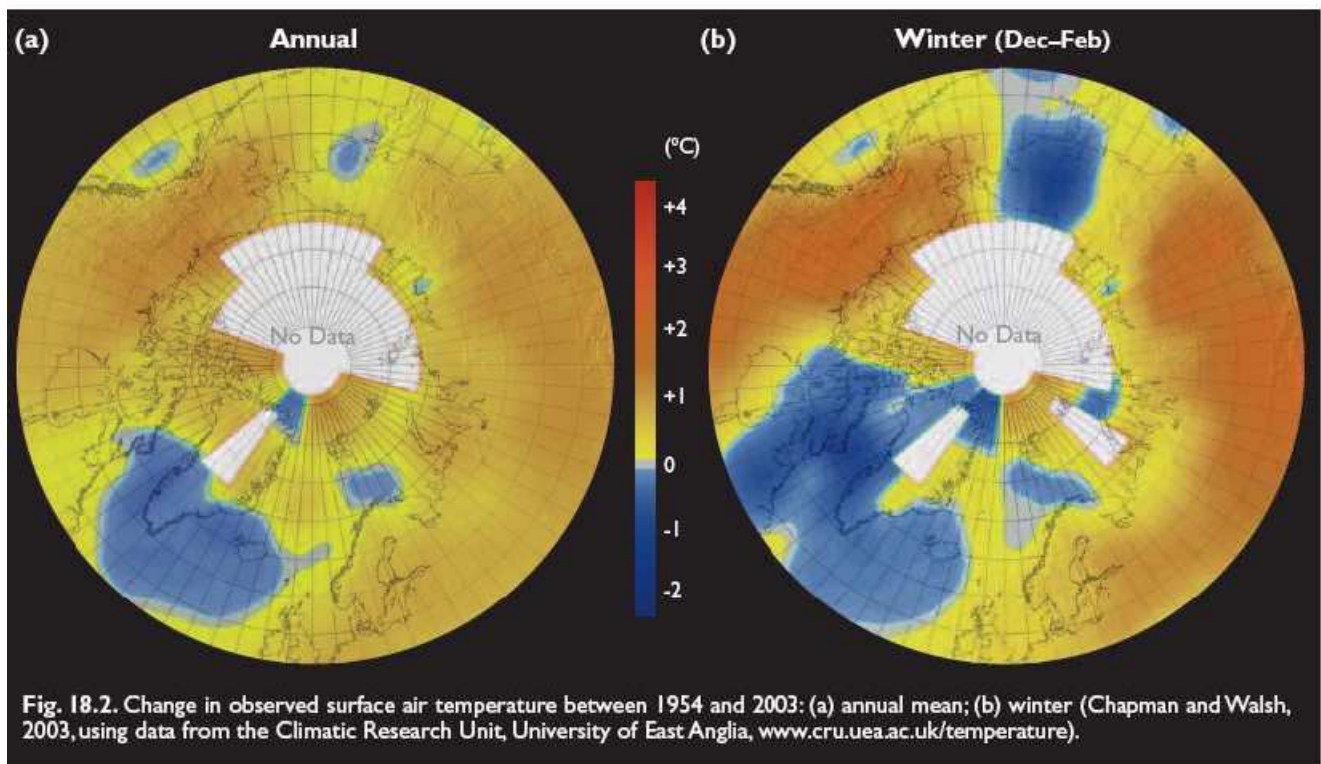 (a)
Annual
(b)
Winter (Dec–Feb)
(ºC)
+4
+3
+2
+1
0
-1
-2
No Data
No Data
Fig. 18.2. Change in observed surface air temperature between 1954 and 2003: (a) annual mean; (b) winter (Chapman and Walsh,
2003, using data from the Climatic Research Unit, University of East Anglia, www.cru.uea.ac.uk/temperature).